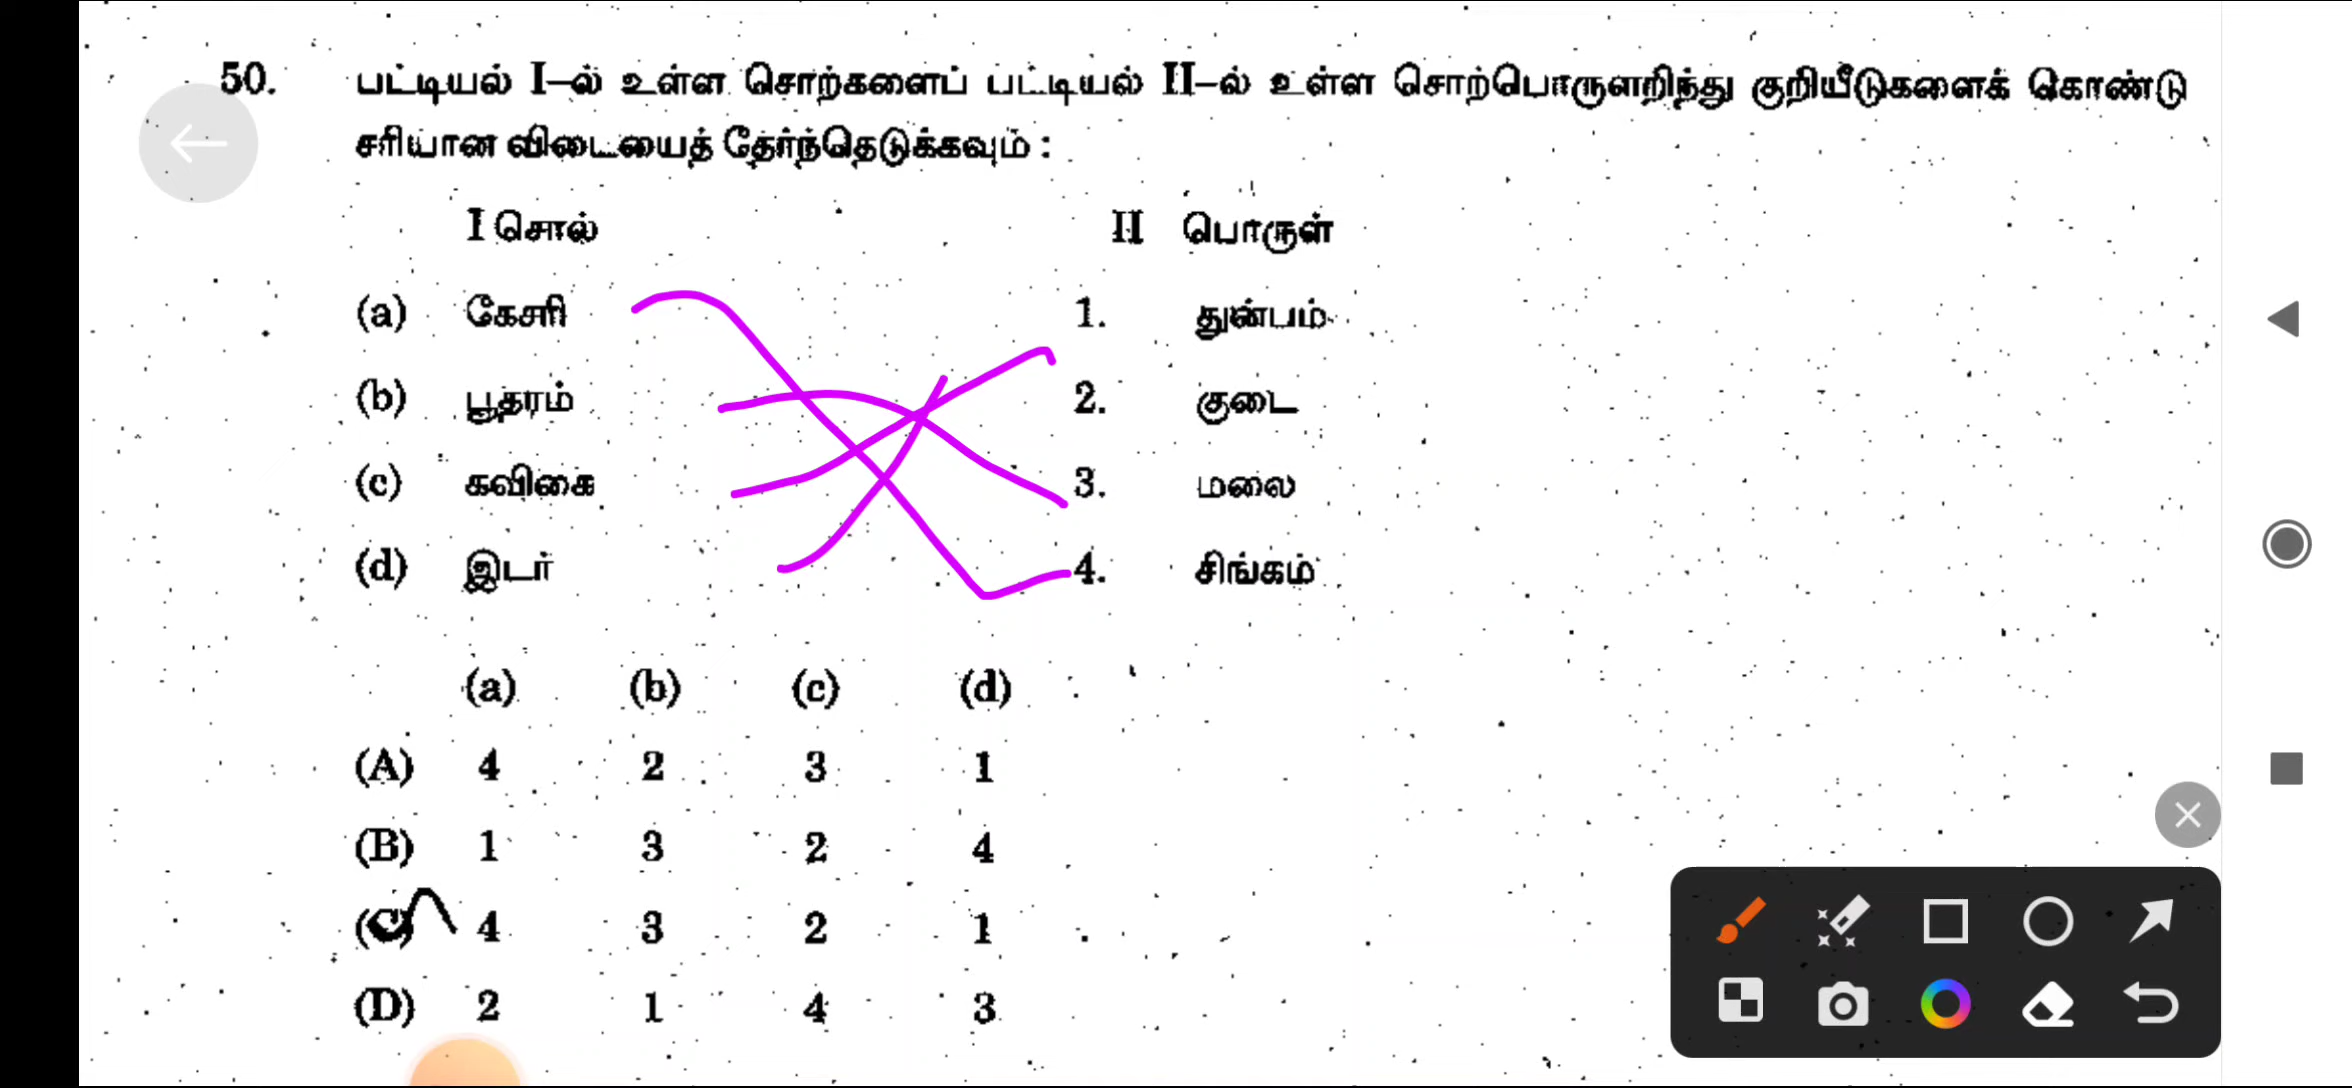 50. பட்டியல் I–ல் உள்ள சொற்களைப் பட்டியல் II–ல் உள்ள சொற்பொருளறிந்து குறியீடுகளைக் கொண்டு
சரியான விடையைத் தேர்ந்தெடுக்கவும் :
I சொல் II பொருள்
(a) கேசரி 1. துன்பம்
(b) பூதரம் 2. குடை
(c) கவிகை 3. மலை
(d) இடர் 4. சிங்கம்
(a) (b) (c) (d)
(A) 4 2 3 1
(B) 1 3 2 4
(C) 4 3 2 1
(D) 2 1 4 3